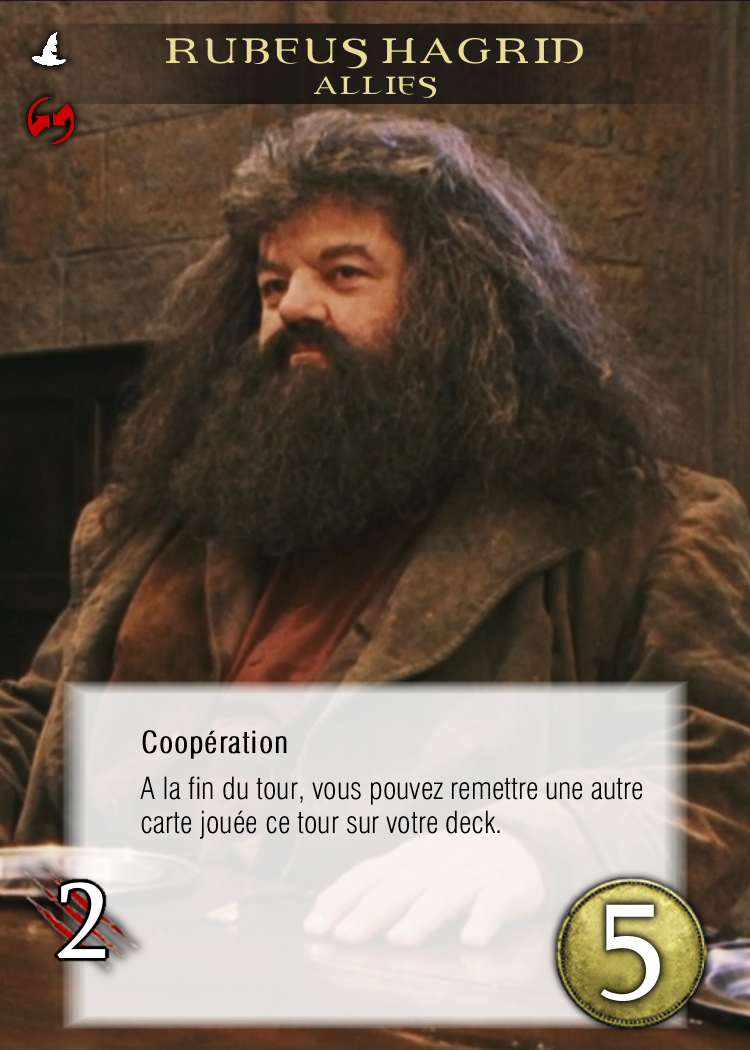 RUBEUS HAGRID
ALLIES
Coopération
A la fin du tour, vous pouvez remettre une autre
carte jouée ce tour sur votre deck.
2
5